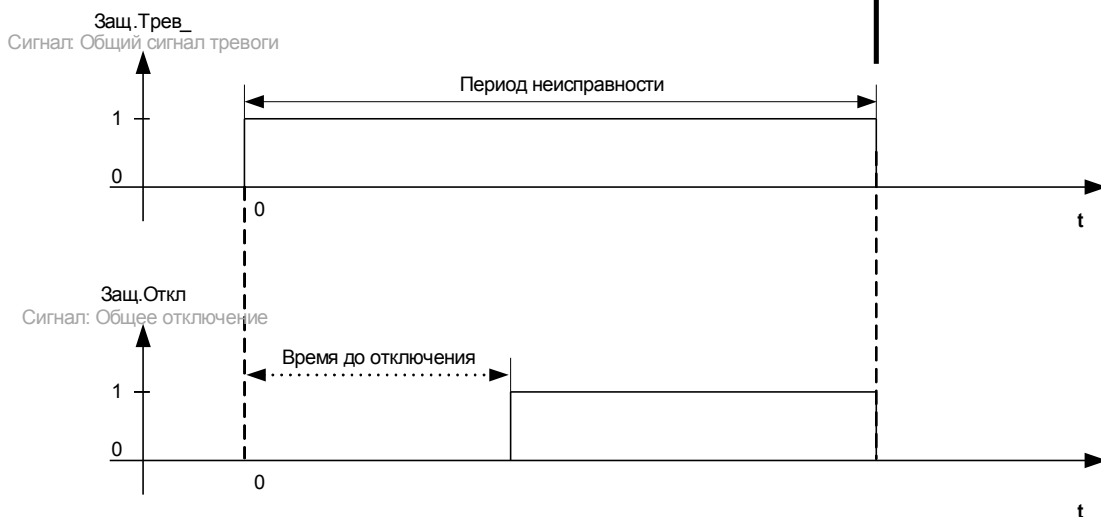 Защ.Трев_
Сигнал: Общий сигнал тревоги
Период неисправности
1
0
0
t
Защ.Откл
Сигнал: Общее отключение
Время до отключения
1
0
0
t